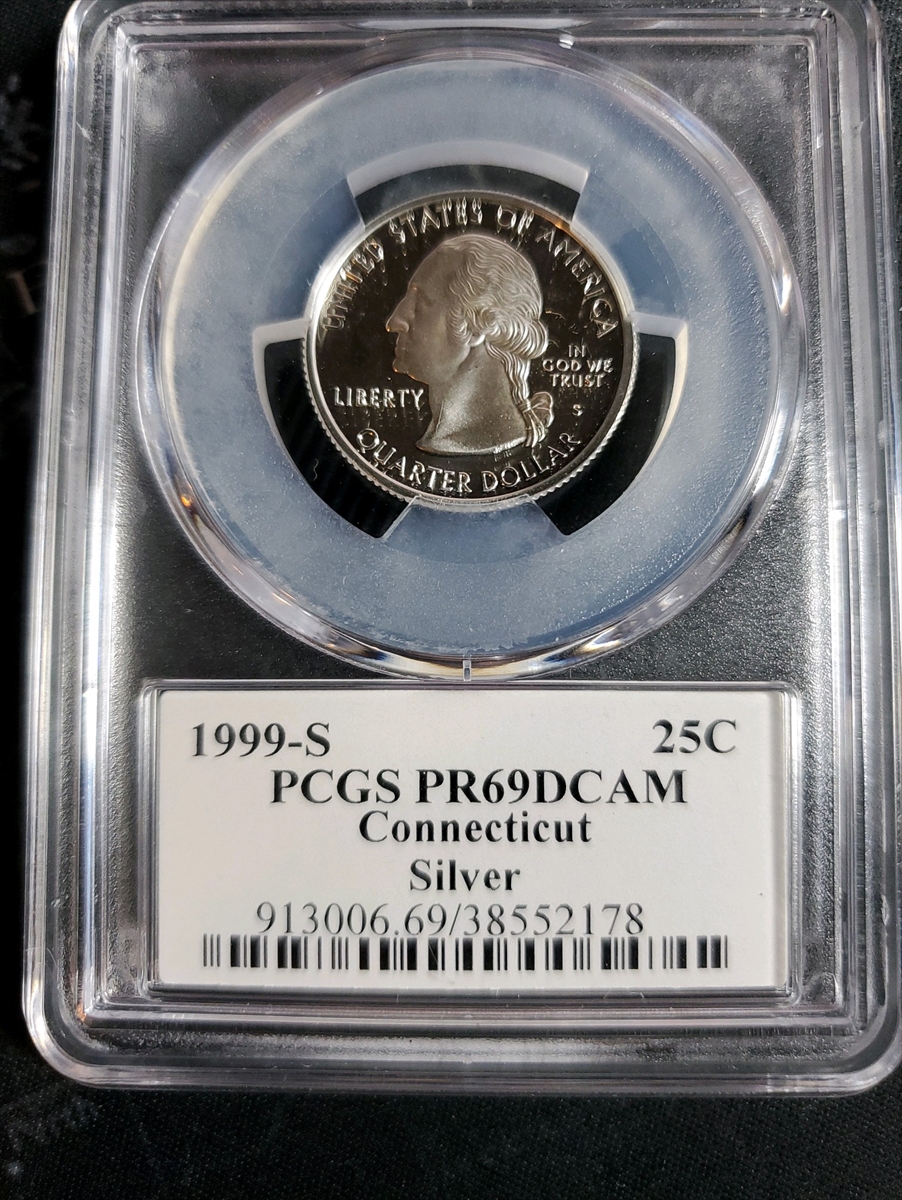 UNITED STATES OF AMERICA
LIBERTY
IN
GOD WE
TRUST
S
QUARTER DOLLAR
1999-S 25C
PCGS PR69DCAM
Connecticut
Silver
913006.69/38552178